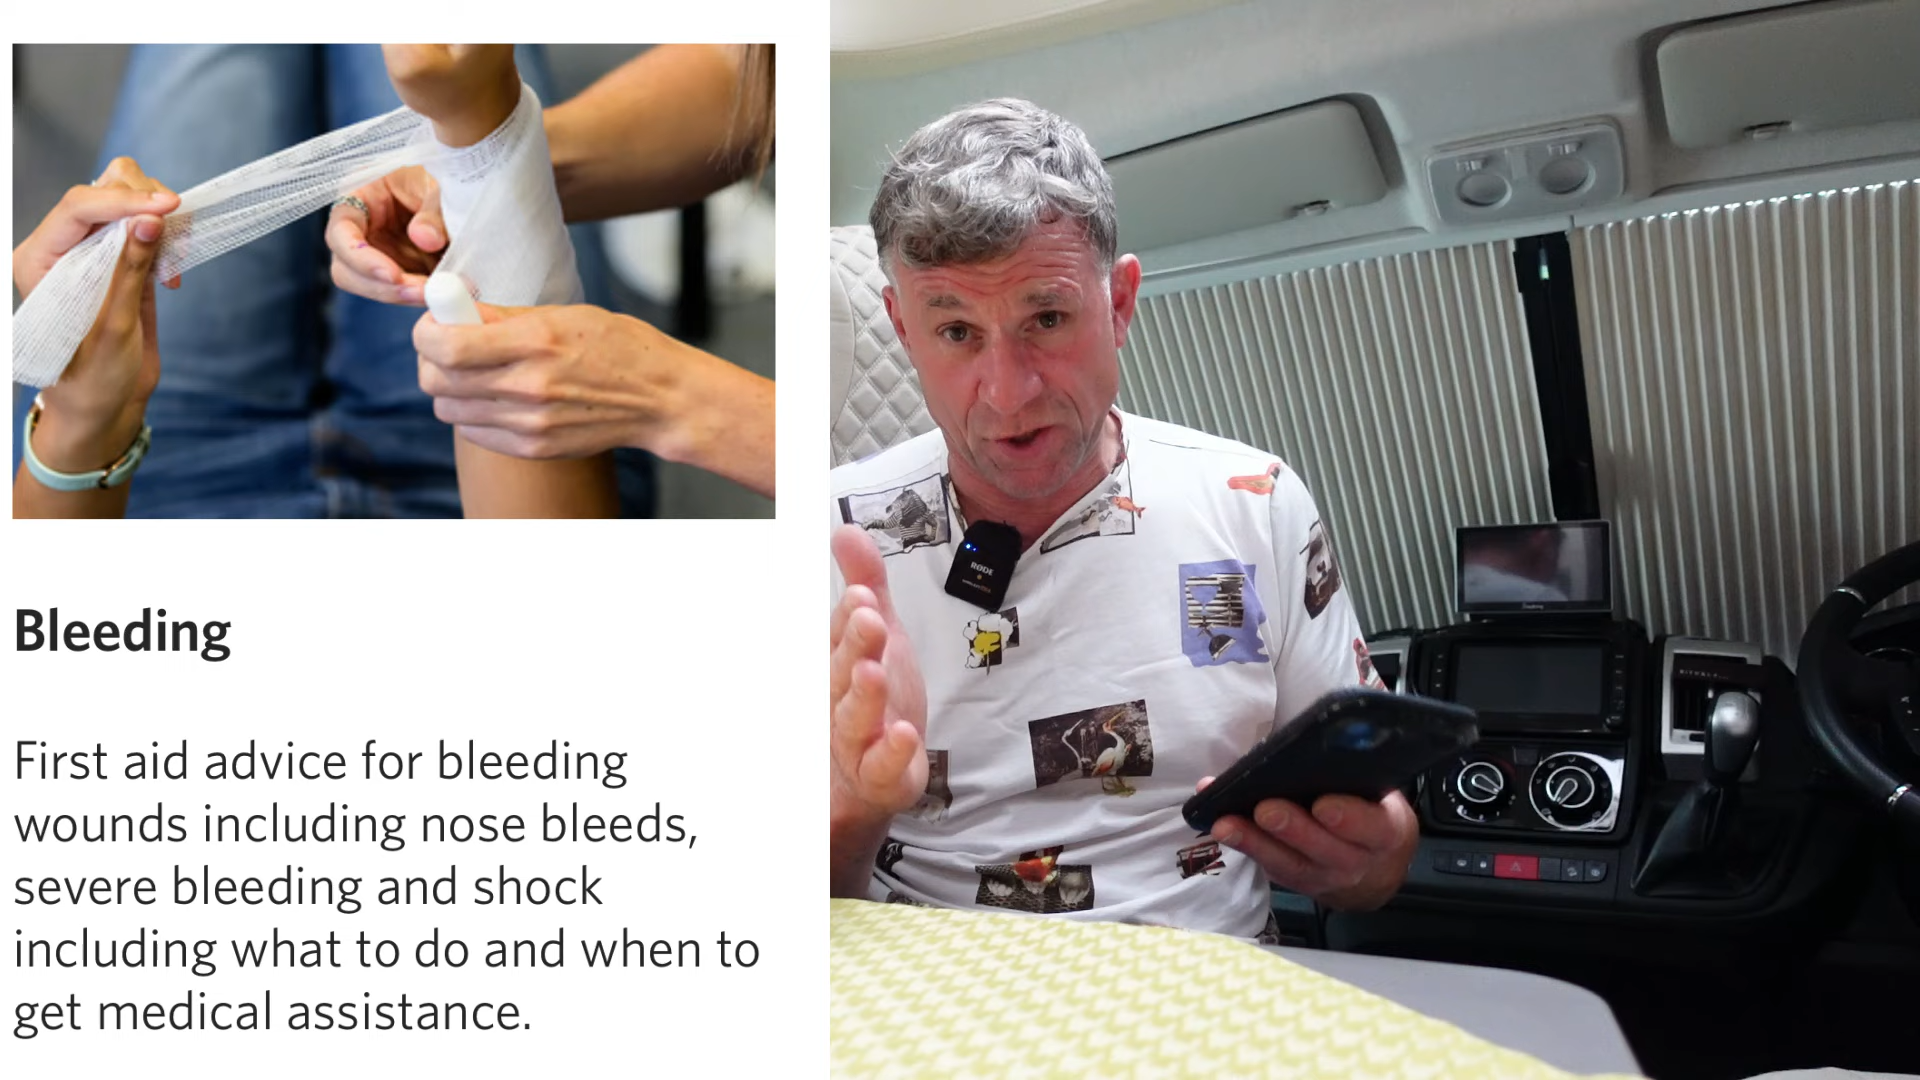 Bleeding
First aid advice for bleeding
wounds including nose bleeds,
severe bleeding and shock
including what to do and when to
get medical assistance.
RØDE
RITUALS...